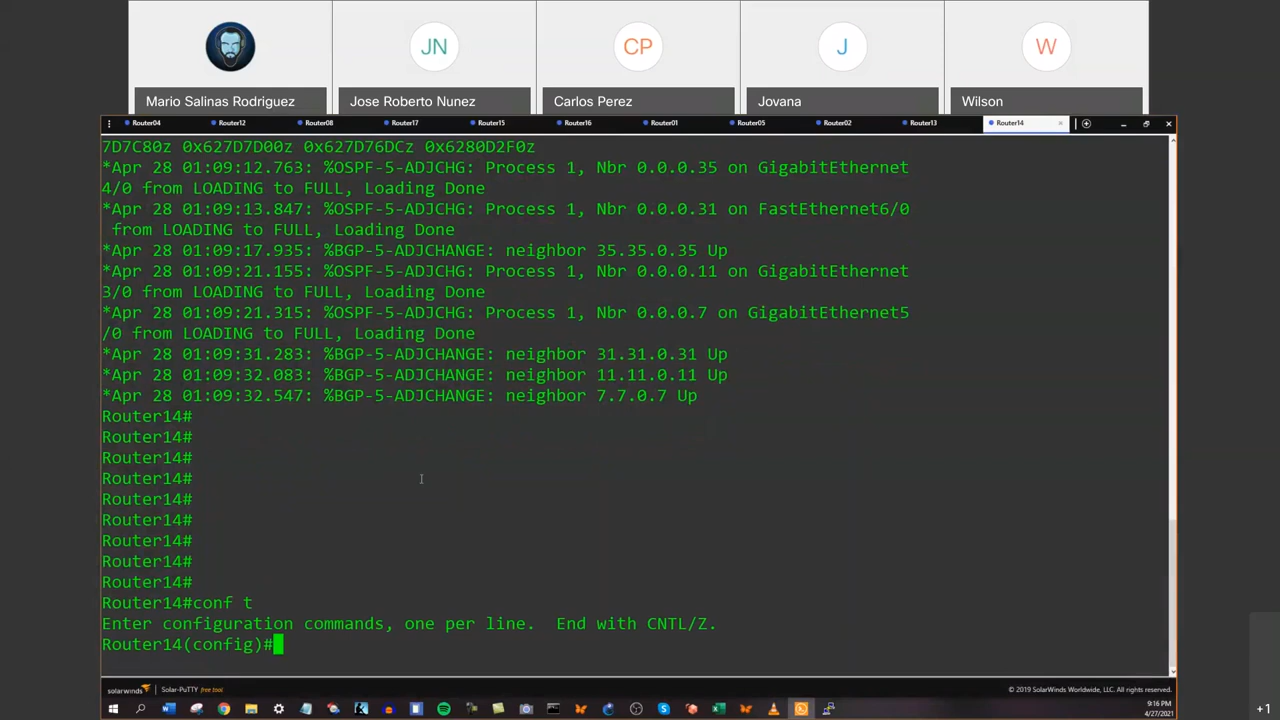 JN
CP
J
W
Mario Salinas Rodriguez
Jose Roberto Nunez
Carlos Perez
Jovana
Wilson
Router04
Router12
Router08
Router17
Router15
Router16
Router01
Router05
Router02
Router13
Router14
7D7C80z 0x627D7D00z 0x627D76DCz 0x6280D2F0z
*Apr 28 01:09:12.763: %OSPF-5-ADJCHG: Process 1, Nbr 0.0.0.35 on GigabitEthernet
4/0 from LOADING to FULL, Loading Done
*Apr 28 01:09:13.847: %OSPF-5-ADJCHG: Process 1, Nbr 0.0.0.31 on FastEthernet6/0
 from LOADING to FULL, Loading Done
*Apr 28 01:09:17.935: %BGP-5-ADJCHANGE: neighbor 35.35.0.35 Up
*Apr 28 01:09:21.155: %OSPF-5-ADJCHG: Process 1, Nbr 0.0.0.11 on GigabitEthernet
3/0 from LOADING to FULL, Loading Done
*Apr 28 01:09:21.315: %OSPF-5-ADJCHG: Process 1, Nbr 0.0.0.7 on GigabitEthernet5
/0 from LOADING to FULL, Loading Done
*Apr 28 01:09:31.283: %BGP-5-ADJCHANGE: neighbor 31.31.0.31 Up
*Apr 28 01:09:32.083: %BGP-5-ADJCHANGE: neighbor 11.11.0.11 Up
*Apr 28 01:09:32.547: %BGP-5-ADJCHANGE: neighbor 7.7.0.7 Up
Router14#
Router14#
Router14#
Router14#
Router14#
Router14#
Router14#
Router14#
Router14#
Router14#conf t
Enter configuration commands, one per line.  End with CNTL/Z.
Router14(config)#
solarwinds
Solar-PuTTY free tool
© 2019 SolarWinds Worldwide, LLC. All rights reserved.
9:16 PM
4/27/2021
+1